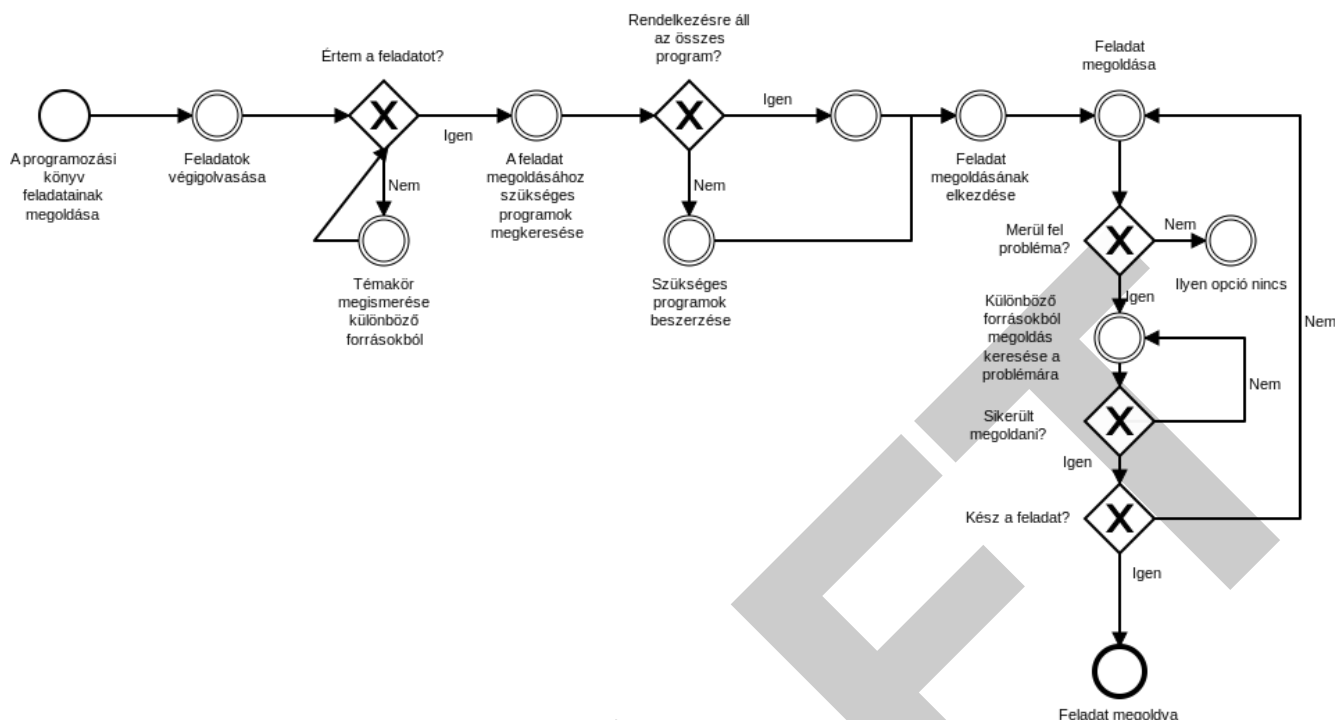 Rendelkezésre áll
az összes
program?
Értem a feladatot?
Feladat
megoldása
Igen
Igen
A programozási
könyv
feladatainak
megoldása
Feladatok
végigolvasása
A feladat
megoldásához
szükséges
programok
megkeresése
Feladat
megoldásának
elkezdése
Nem
Nem
Témakör
megismerése
különböző
forrásokból
Szükséges
programok
beszerzése
Merül fel
probléma?
Nem
Ilyen opció nincs
Igen
Különböző
forrásokból
megoldás
keresése a
problémára
Nem
Nem
Sikerült
megoldani?
Igen
Kész a feladat?
Igen
Feladat megoldva